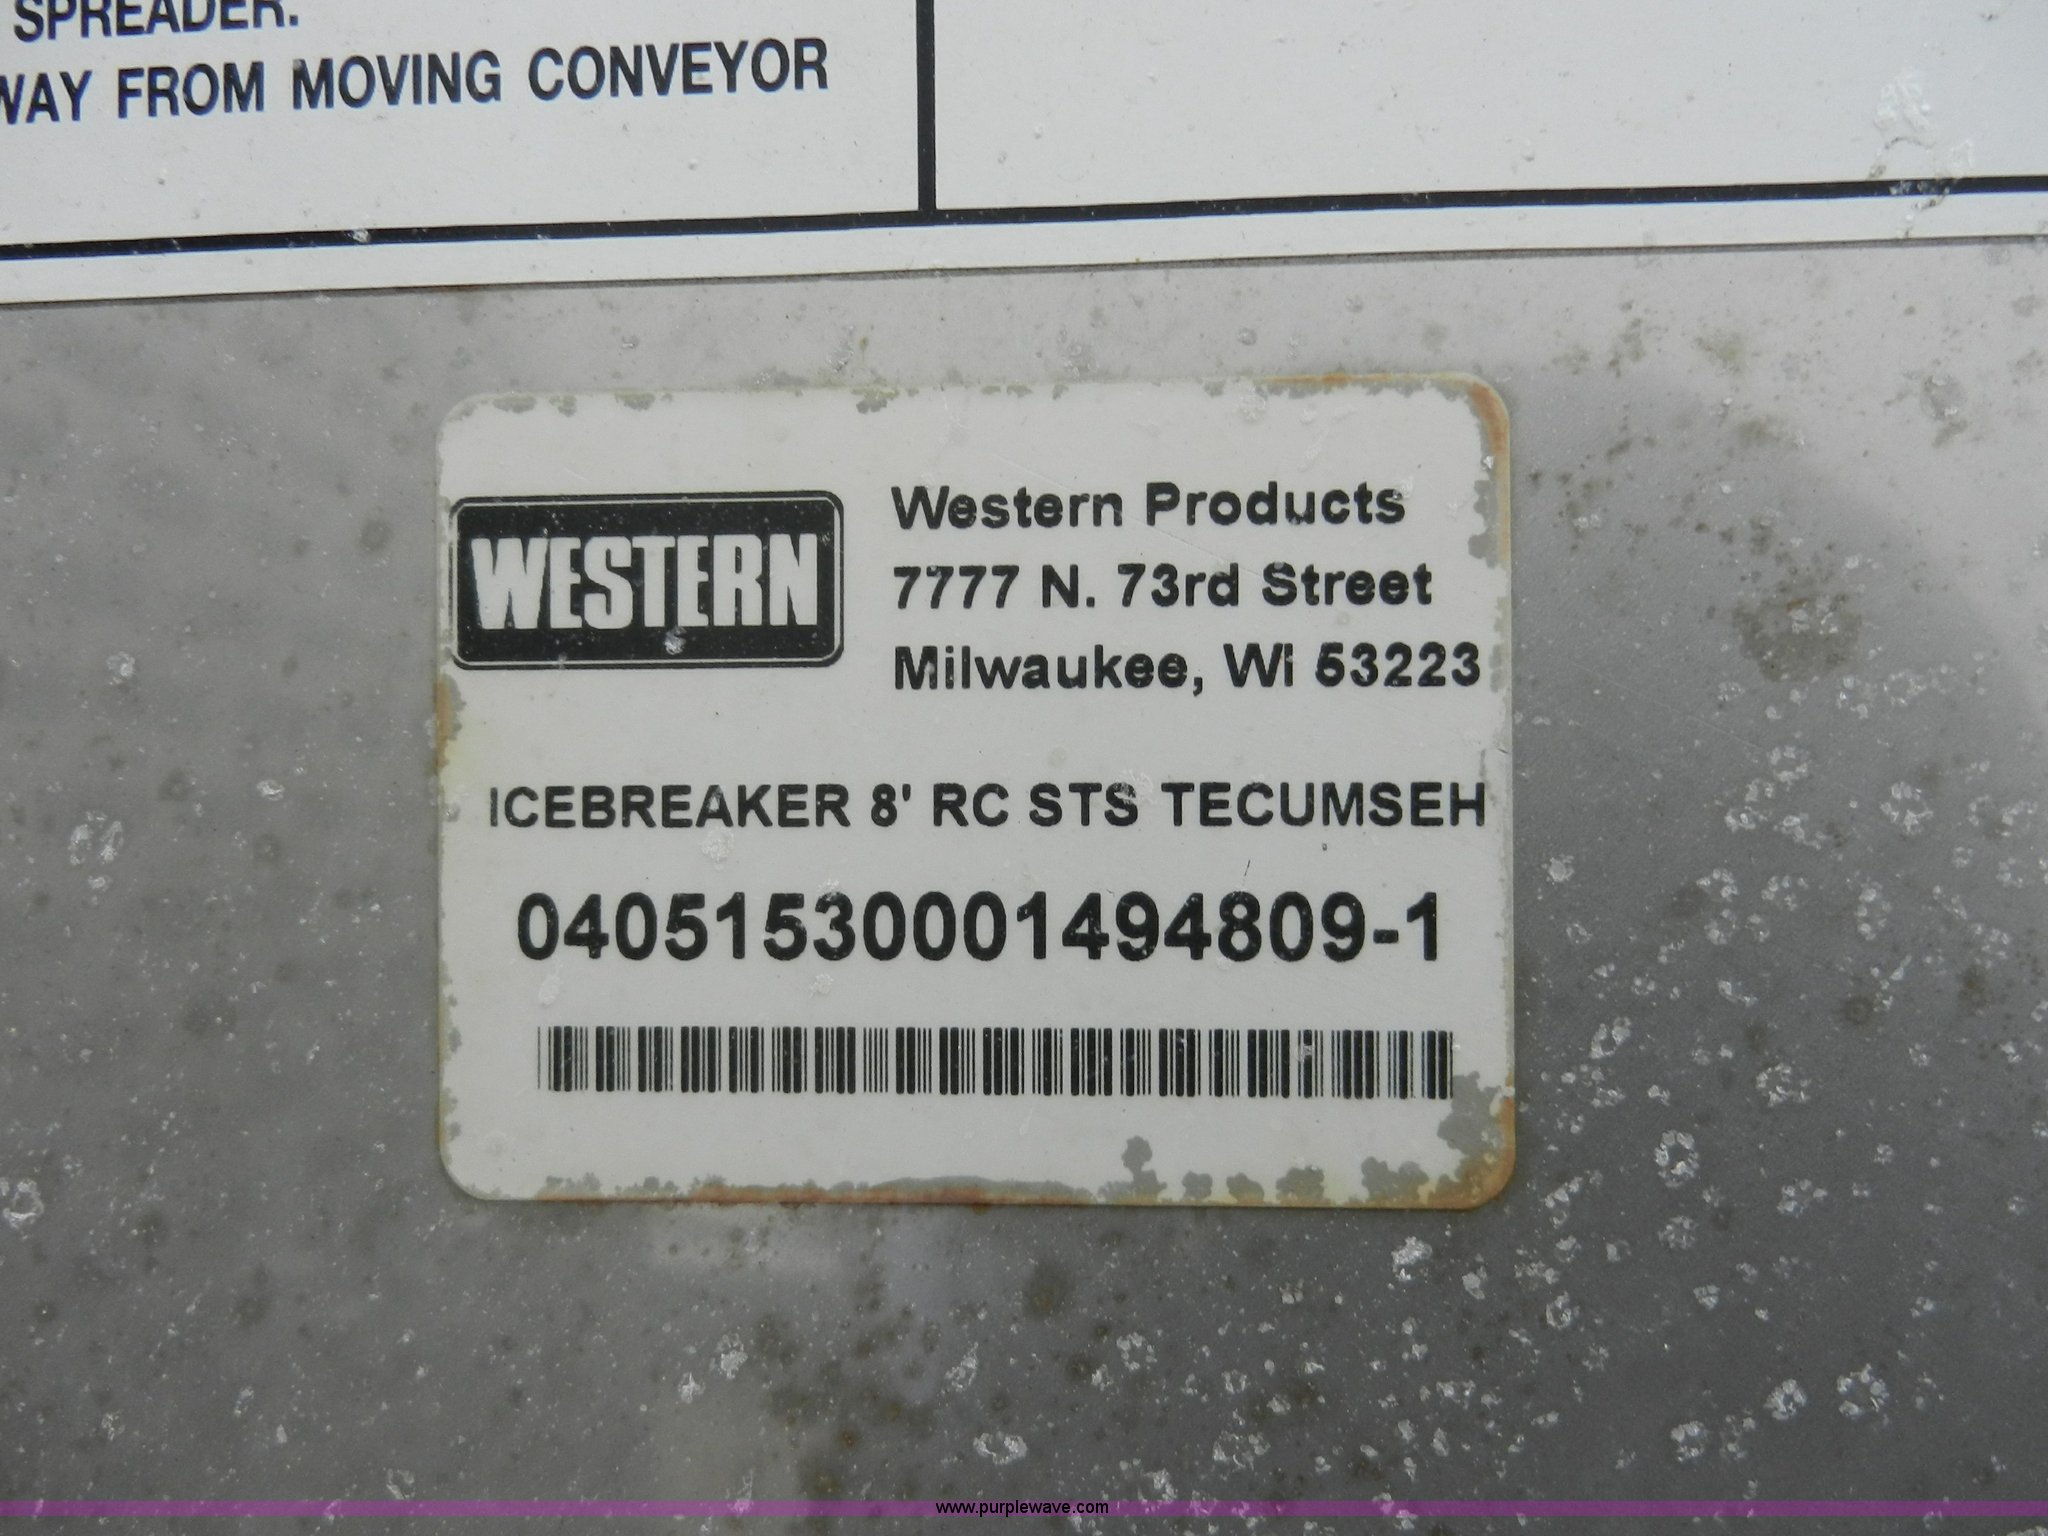 SPREADER.
WAY FROM MOVING CONVEYOR
WESTERN
Western Products
7777 N. 73rd Street
Milwaukee, WI 53223
ICEBREAKER 8' RC STS TECUMSEH
04051530001494809-1
www.purplewave.com